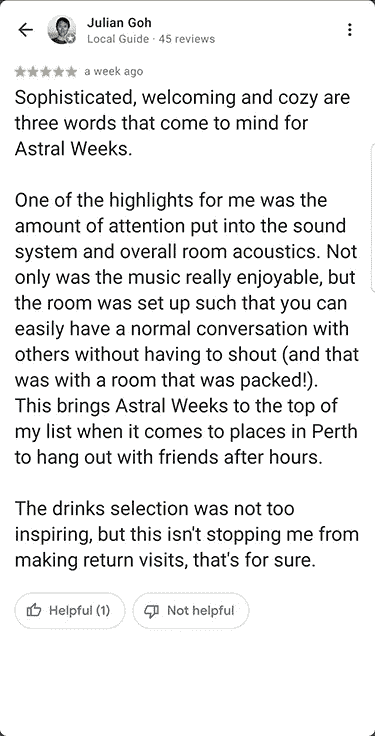 Julian Goh
Local Guide · 45 reviews
a week ago
Sophisticated, welcoming and cozy are
three words that come to mind for
Astral Weeks.
One of the highlights for me was the
amount of attention put into the sound
system and overall room acoustics. Not
only was the music really enjoyable, but
the room was set up such that you can
easily have a normal conversation with
others without having to shout (and that
was with a room that was packed!).
This brings Astral Weeks to the top of
my list when it comes to places in Perth
to hang out with friends after hours.
The drinks selection was not too
inspiring, but this isn't stopping me from
making return visits, that's for sure.
Helpful (1) Not helpful